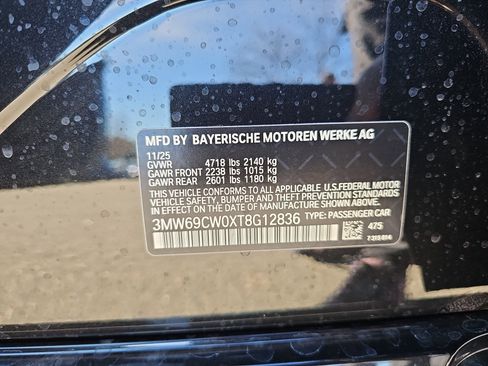 MFD BY BAYERISCHE MOTOREN WERKE AG
11/25
GVWR 4718 lbs 2140 kg
GAWR FRONT 2238 lbs 1015 kg
GAWR REAR 2601 lbs 1180 kg
THIS VEHICLE CONFORMS TO ALL APPLICABLE U.S.FEDERAL MOTOR
VEHICLE SAFETY, BUMPER, AND THEFT PREVENTION STANDARDS
IN EFFECT ON THE DATE OF MANUFACTURE SHOWN ABOVE.
3MW69CW0XT8G12836 TYPE: PASSENGER CAR
475